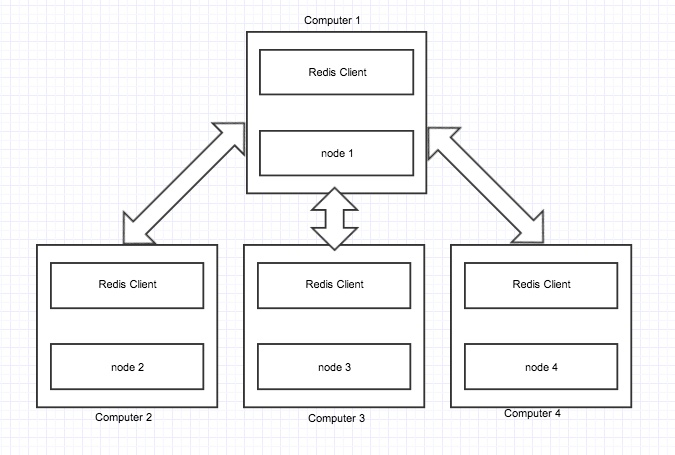 Computer 1
Redis Client
node 1
Redis Client
Redis Client
Redis Client
node 2
node 3
node 4
Computer 2
Computer 3
Computer 4